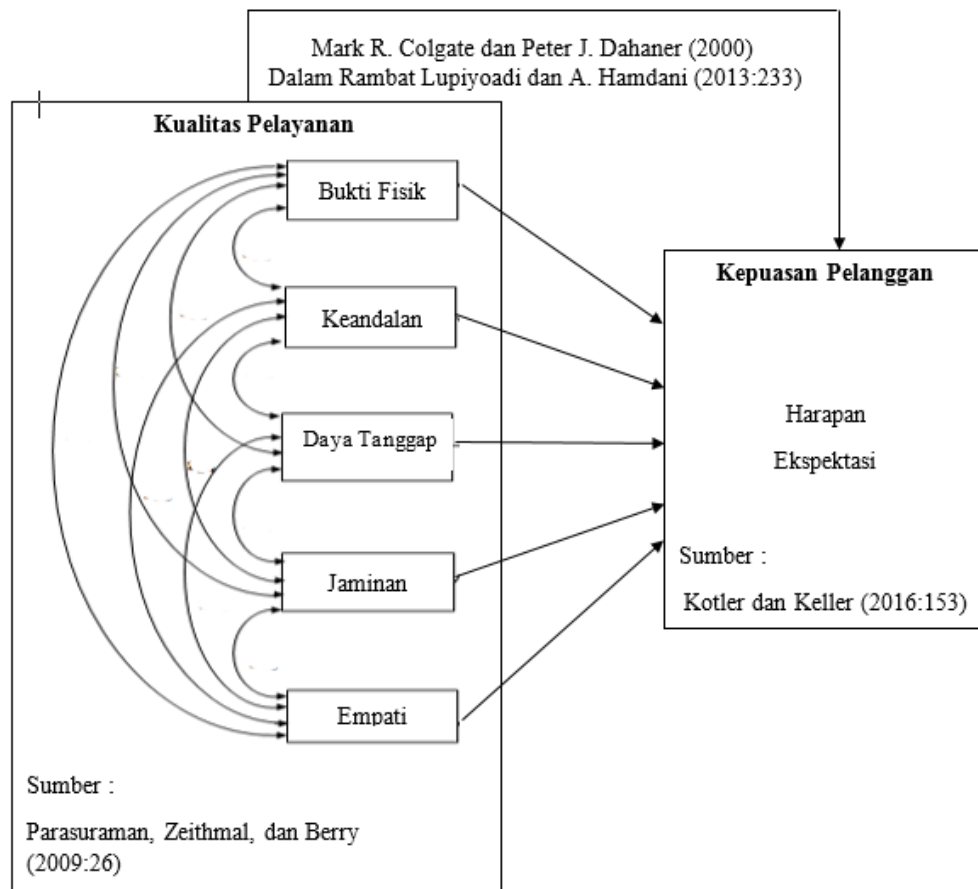 Mark R. Colgate dan Peter J. Dahaner (2000)
Dalam Rambat Lupiyoadi dan A. Hamdani (2013:233)
Kualitas Pelayanan
Bukti Fisik
Keandalan
Daya Tanggap
Jaminan
Empati
Sumber :
Parasuraman, Zeithmal, dan Berry
(2009:26)
Kepuasan Pelanggan
Harapan
Ekspektasi
Sumber :
Kotler dan Keller (2016:153)